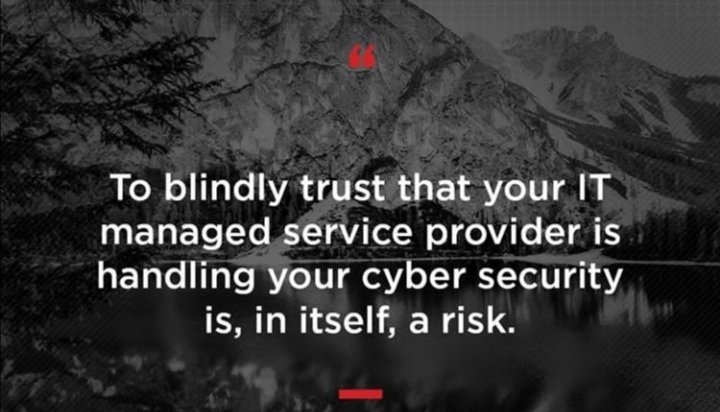 “
To blindly trust that your IT
managed service provider is
handling your cyber security
is, in itself, a risk.